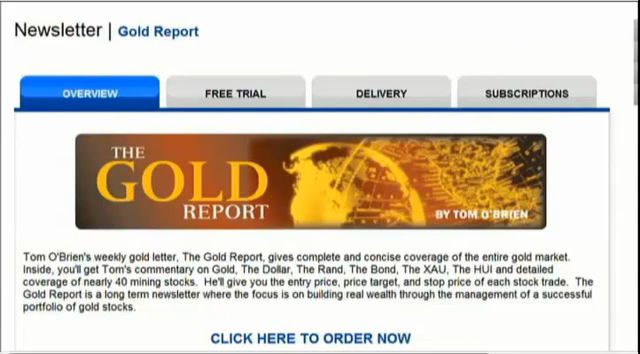 Newsletter | Gold Report
OVERVIEW FREE TRIAL DELIVERY SUBSCRIPTIONS
THE
GOLD
REPORT
BY TOM O'BRIEN
Tom O'Brien's weekly gold letter, The Gold Report, gives complete and concise coverage of the entire gold market.
Inside, you'll get Tom's commentary on Gold, The Dollar, The Rand, The Bond, The XAU, The HUI and detailed
coverage of nearly 40 mining stocks. He'll give you the entry price, price target, and stop price of each stock trade. The
Gold Report is a long term newsletter where the focus is on building real wealth through the management of a successful
portfolio of gold stocks.
CLICK HERE TO ORDER NOW